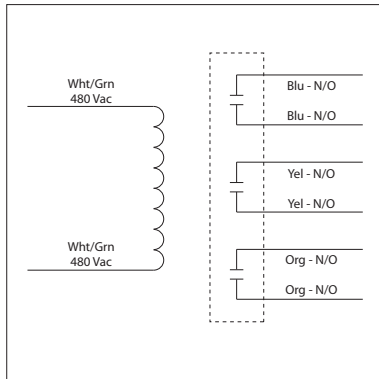 Wht/Grn
480 Vac
Wht/Grn
480 Vac
Blu - N/O
Blu - N/O
Yel - N/O
Yel - N/O
Org - N/O
Org - N/O